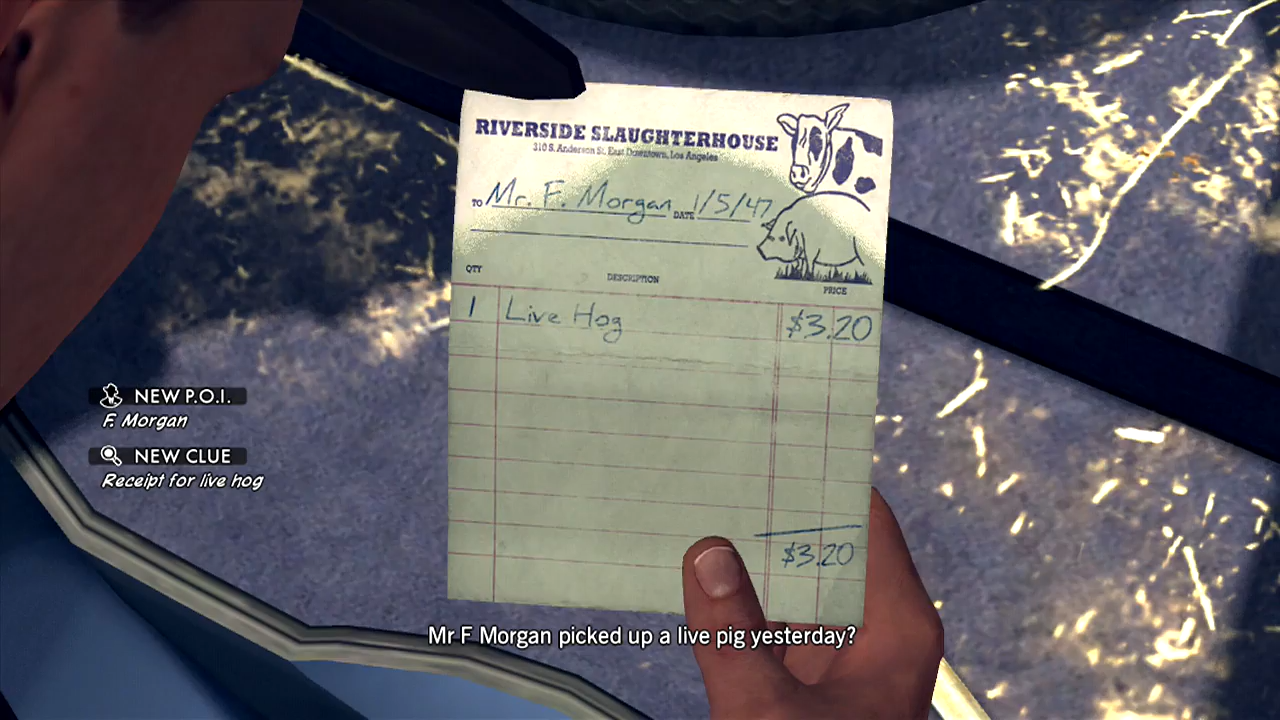 RIVERSIDE SLAUGHTERHOUSE
310 S. Anderson St. East Downtown, Los Angeles
TO Mr. F. Morgan DATE 1/5/47
QTY DESCRIPTION PRICE
1 Live Hog $3.20
$3.20
NEW P.O.I.
F. Morgan
NEW CLUE
Receipt for live hog
Mr F Morgan picked up a live pig yesterday?